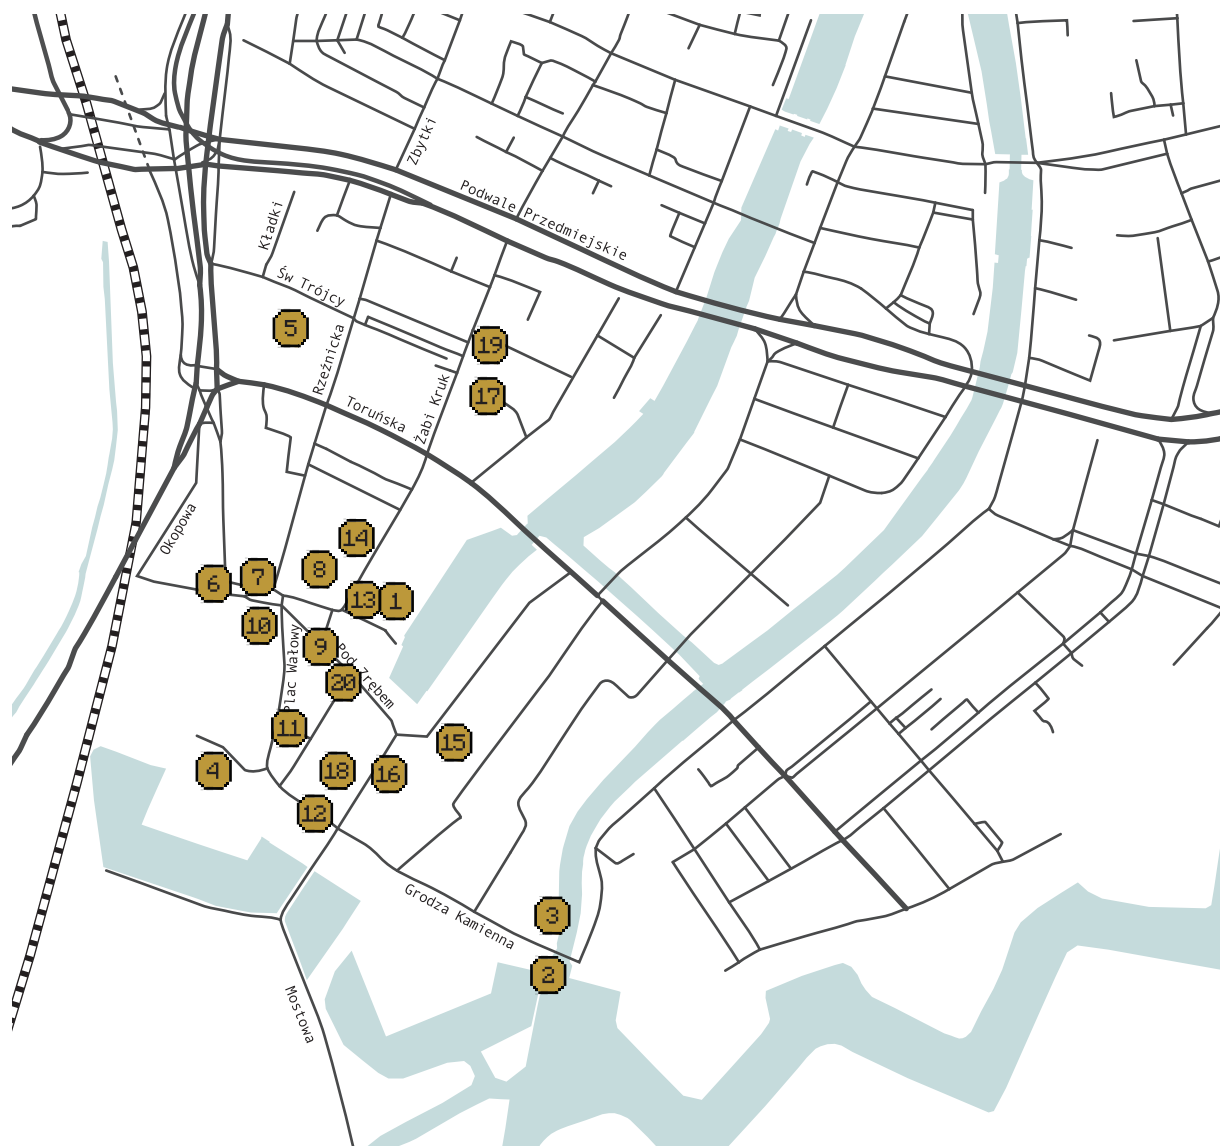 Zbytki
Podwale Przedmiejskie
Kładki
Św Trójcy
5
19
Rzeźnicka
17
Toruńska
Żabi Kruk
Okopowa
14
8
7
6
13
1
10
9
Plac Wałowy
Pod Zrębem
20
11
15
4
18
16
12
3
Grodza Kamienna
2
Mostowa